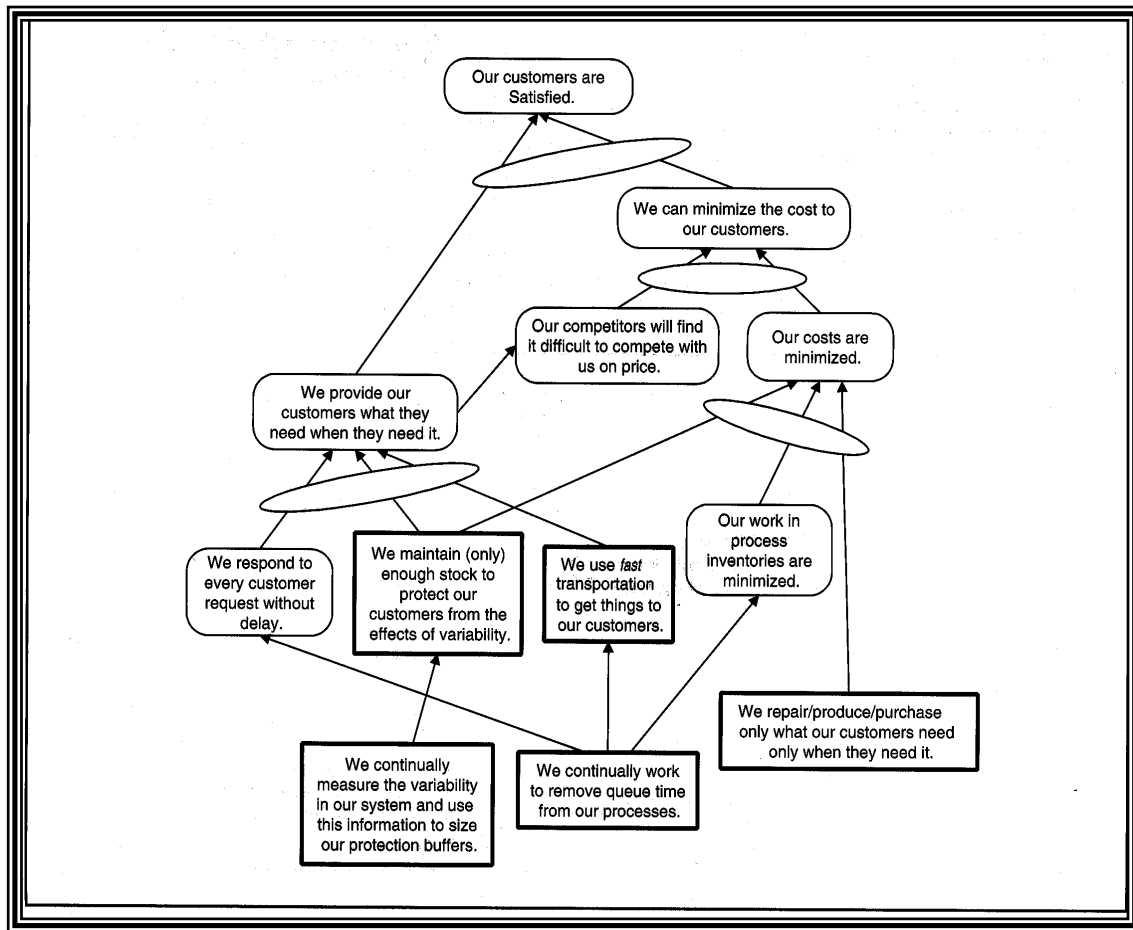 Our customers are
Satisfied.
We can minimize the cost to
our customers.
Our competitors will find
it difficult to compete with
us on price.
Our costs are
minimized.
We provide our
customers what they
need when they need it.
We respond to
every customer
request without
delay.
We maintain (only)
enough stock to
protect our
customers from the
effects of variability.
We use fast
transportation
to get things to
our customers.
Our work in
process
inventories are
minimized.
We repair/produce/purchase
only what our customers need
only when they need it.
We continually
measure the variability
in our system and use
this information to size
our protection buffers.
We continually work
to remove queue time
from our processes.